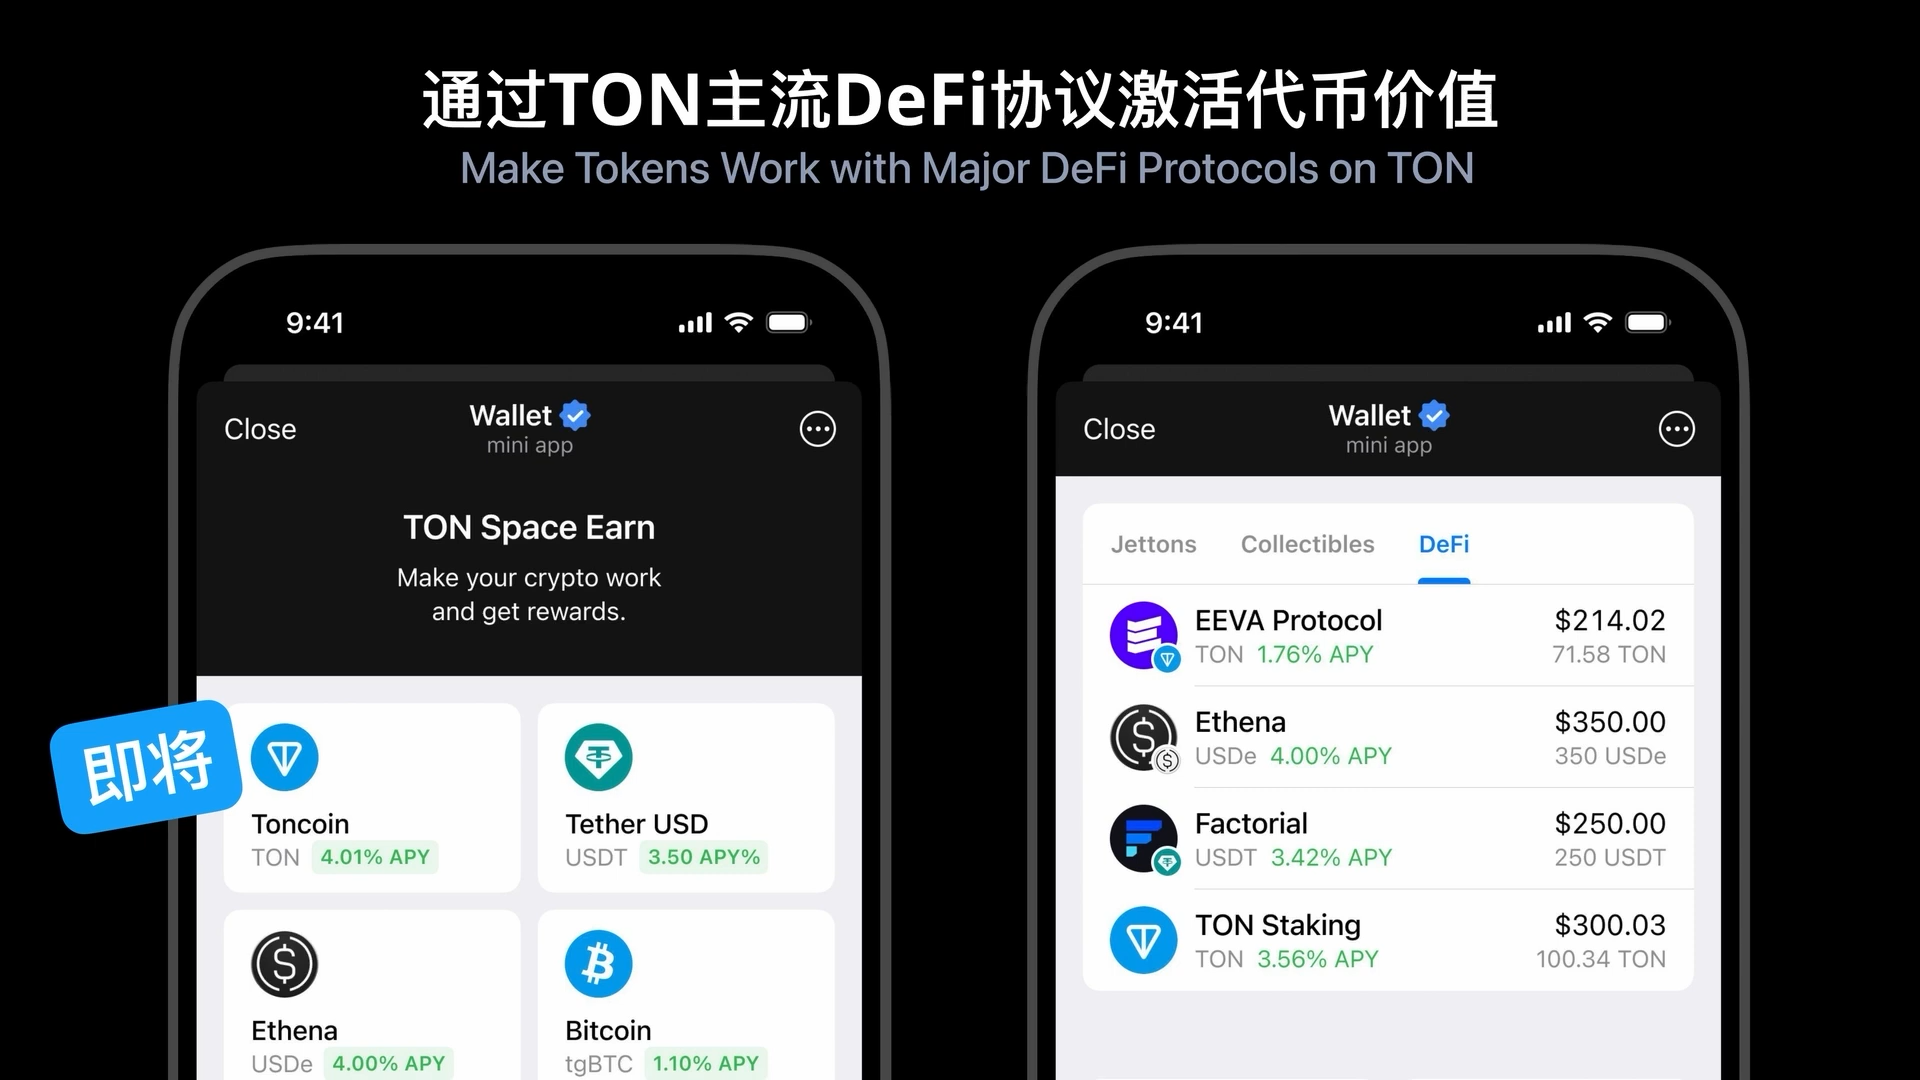 通过TON主流DeFi协议激活代币价值
Make Tokens Work with Major DeFi Protocols on TON
9:41
Close
Wallet
mini app
TON Space Earn
Make your crypto work
and get rewards.
即将
Toncoin
TON 4.01% APY
Tether USD
USDT 3.50 APY%
Ethena
USDe 4.00% APY
Bitcoin
tgBTC 1.10% APY
9:41
Close
Wallet
mini app
Jettons Collectibles DeFi
EEVA Protocol $214.02
TON 1.76% APY 71.58 TON
Ethena $350.00
USDe 4.00% APY 350 USDe
Factorial $250.00
USDT 3.42% APY 250 USDT
TON Staking $300.03
TON 3.56% APY 100.34 TON